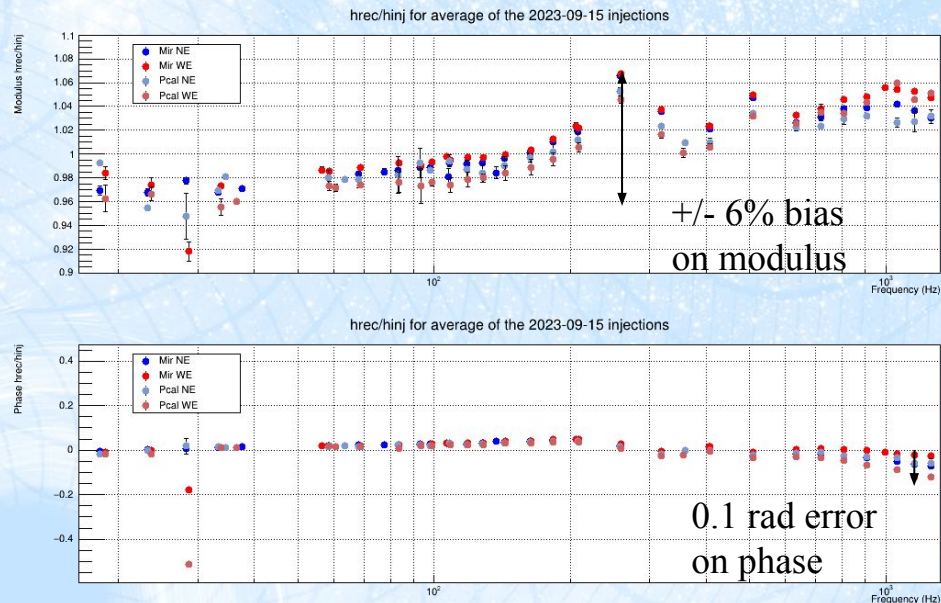 hrec/hinj for average of the 2023-09-15 injections
Modulus hrec/hinj
1.1
1.08
1.06
1.04
1.02
1
0.98
0.96
0.94
0.92
0.9
Mir NE
Mir WE
Pcal NE
Pcal WE
+/- 6% bias
on modulus
10²
10³
Frequency (Hz)
hrec/hinj for average of the 2023-09-15 injections
Phase hrec/hinj
0.4
0.2
0
−0.2
−0.4
Mir NE
Mir WE
Pcal NE
Pcal WE
0.1 rad error
on phase
10²
10³
Frequency (Hz)